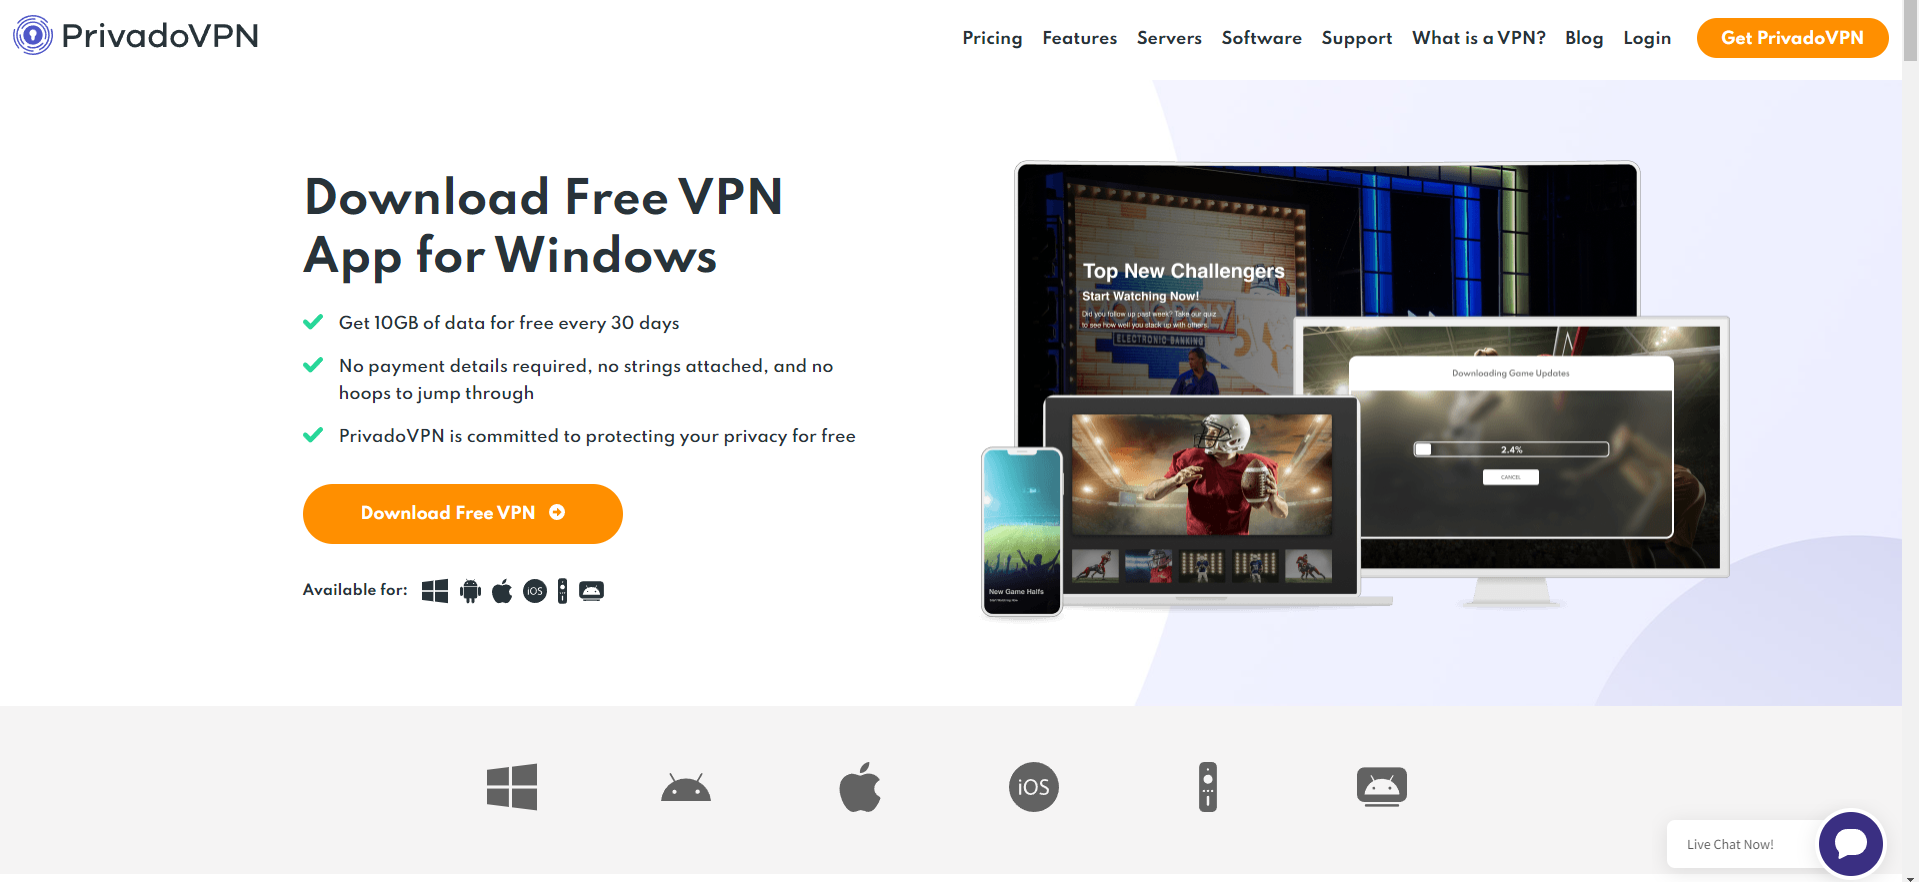 PrivadoVPN
Pricing Features Servers Software Support What is a VPN? Blog Login Get PrivadoVPN
Download Free VPN
App for Windows
Get 10GB of data for free every 30 days
No payment details required, no strings attached, and no
hoops to jump through
PrivadoVPN is committed to protecting your privacy for free
Download Free VPN
Available for:
iOS
Top New Challengers
Start Watching Now!
Did you follow up past week? Take our quiz
to see how well you stack up with others.
MONOPOLY
ELECTRONIC BANKING
Downloading Game Updates
2.4%
CANCEL
New Game Halfs
iOS
Live Chat Now!